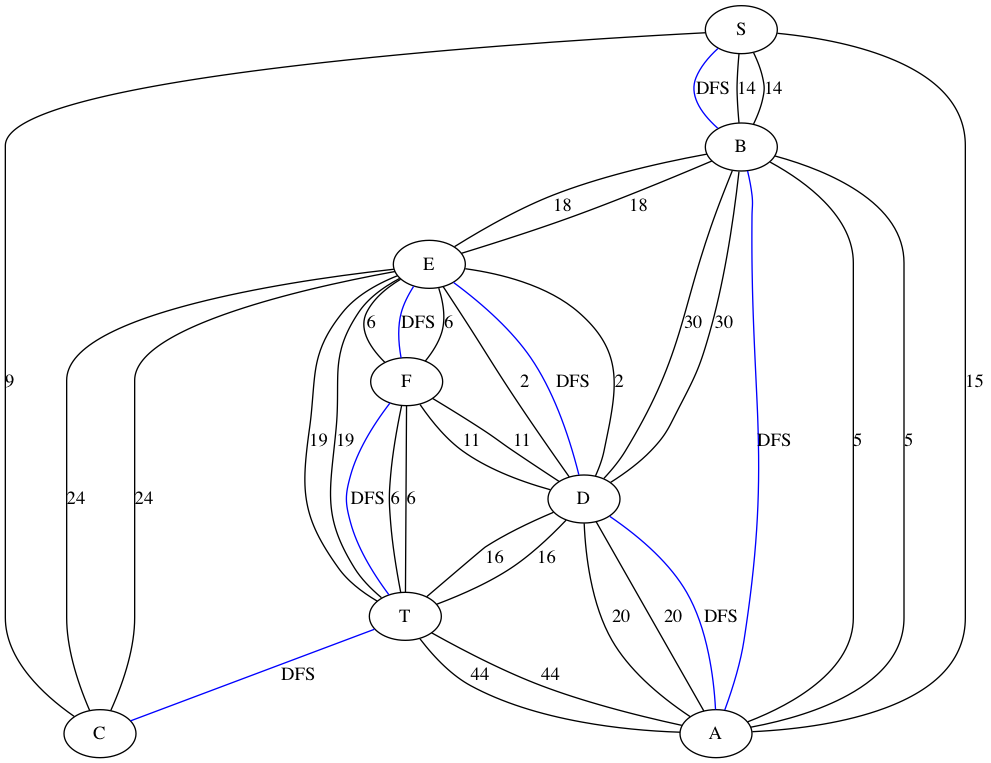 S
DFS 14 14
B
18 18
E
6 DFS 6 30 30
9 F 2 DFS 2 15
19 19 11 11 DFS 5 5
24 24 DFS 6 6 D
16 16
T 20 20 DFS
DFS 44 44
C A